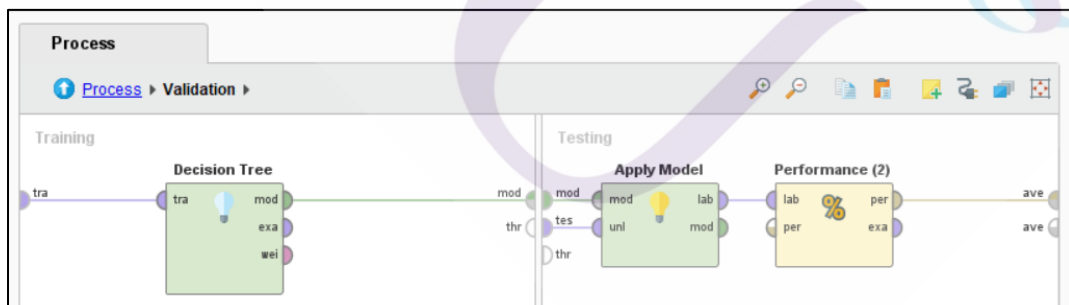 Process
Process ▸ Validation ▸
Training
Testing
Decision Tree
Apply Model
Performance (2)
tra
tra
mod
mod
mod
mod
lab
lab
per
ave
exa
thr
tes
unl
mod
per
exa
ave
wei
thr